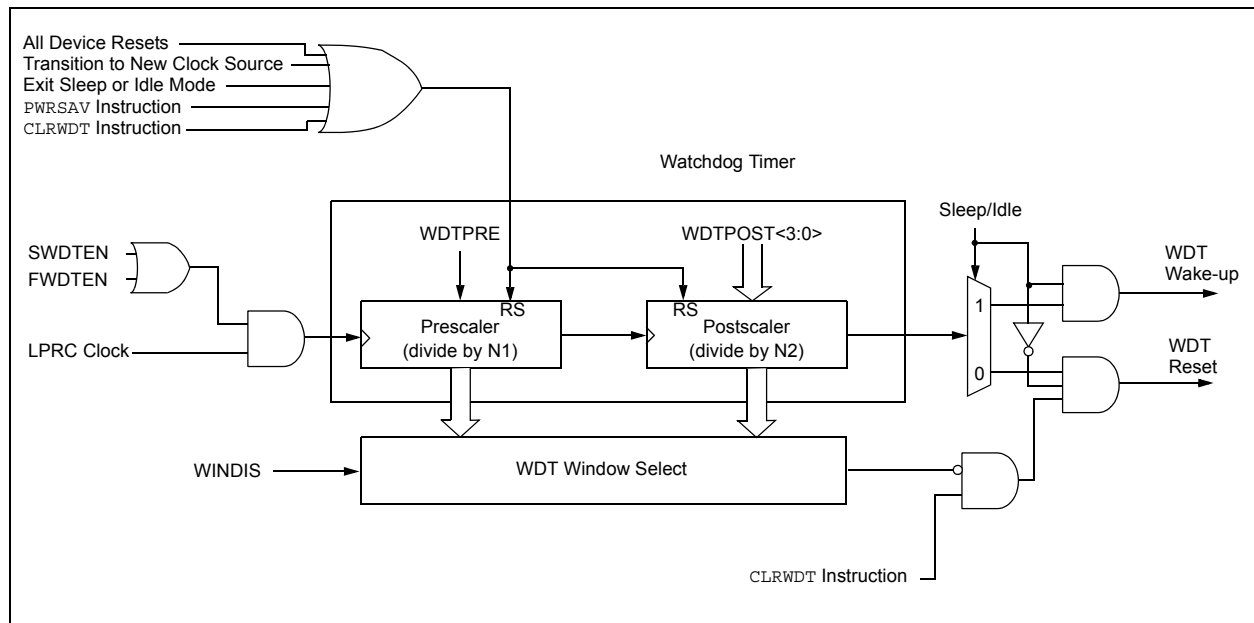 All Device Resets
Transition to New Clock Source
Exit Sleep or Idle Mode
PWRSAV Instruction
CLRWDT Instruction
Watchdog Timer
Sleep/Idle
WDTPRE
WDTPOST<3:0>
SWDTEN
FWDTEN
WDT
Wake-up
RS
RS
1
Prescaler
(divide by N1)
Postscaler
(divide by N2)
LPRC Clock
WDT
Reset
0
WINDIS
WDT Window Select
CLRWDT Instruction